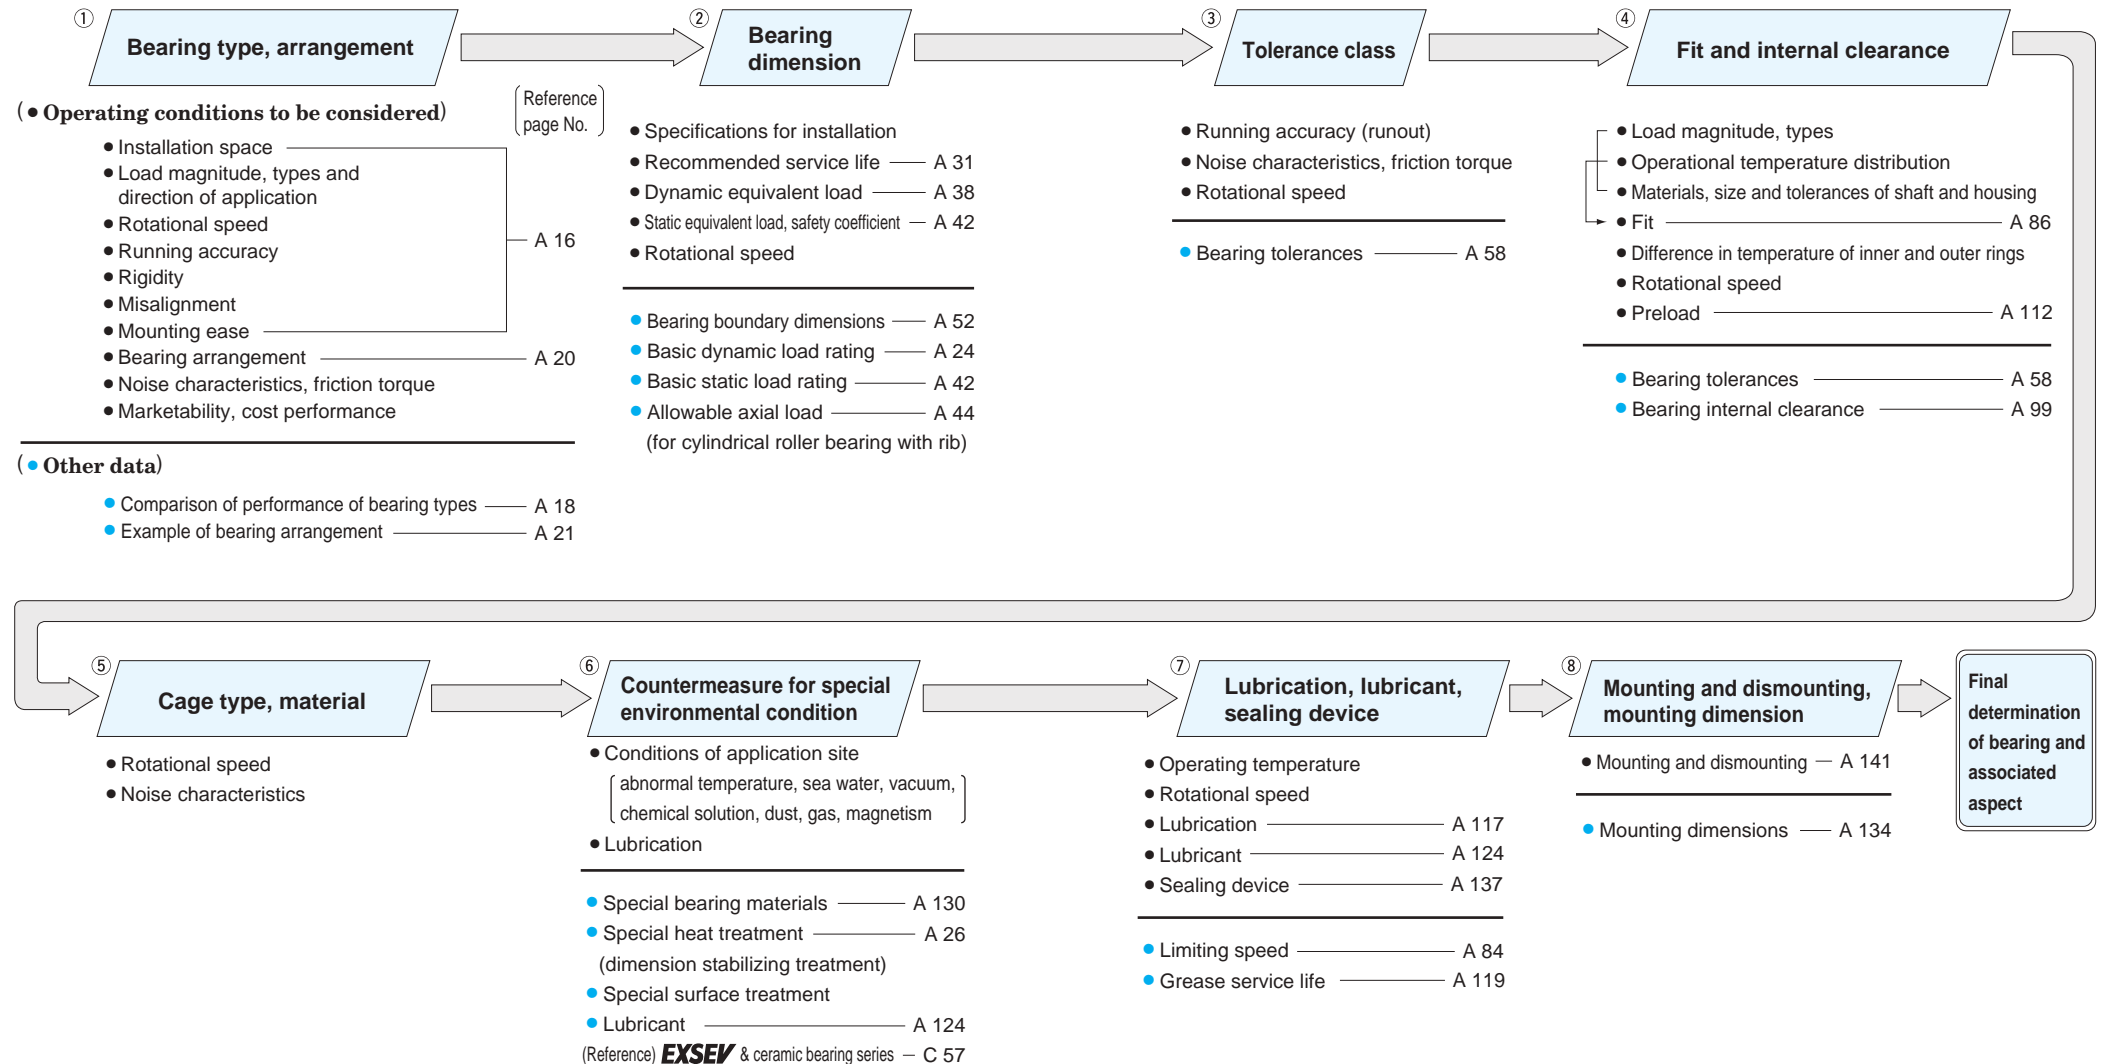 ① Bearing type, arrangement
(● Operating conditions to be considered)
Reference
page No.
● Installation space
● Load magnitude, types and
direction of application
● Rotational speed
● Running accuracy
● Rigidity
● Misalignment
● Mounting ease
A 16
● Bearing arrangement A 20
● Noise characteristics, friction torque
● Marketability, cost performance
(● Other data)
● Comparison of performance of bearing types A 18
● Example of bearing arrangement A 21
② Bearing
dimension
● Specifications for installation
● Recommended service life A 31
● Dynamic equivalent load A 38
● Static equivalent load, safety coefficient A 42
● Rotational speed
● Bearing boundary dimensions A 52
● Basic dynamic load rating A 24
● Basic static load rating A 42
● Allowable axial load A 44
(for cylindrical roller bearing with rib)
③ Tolerance class
● Running accuracy (runout)
● Noise characteristics, friction torque
● Rotational speed
● Bearing tolerances A 58
④ Fit and internal clearance
● Load magnitude, types
● Operational temperature distribution
● Materials, size and tolerances of shaft and housing
● Fit A 86
● Difference in temperature of inner and outer rings
● Rotational speed
● Preload A 112
● Bearing tolerances A 58
● Bearing internal clearance A 99
⑤ Cage type, material
● Rotational speed
● Noise characteristics
⑥ Countermeasure for special
environmental condition
● Conditions of application site
abnormal temperature, sea water, vacuum,
chemical solution, dust, gas, magnetism
● Lubrication
● Special bearing materials A 130
● Special heat treatment A 26
(dimension stabilizing treatment)
● Special surface treatment
● Lubricant A 124
(Reference) EXSEV & ceramic bearing series C 57
⑦ Lubrication, lubricant,
sealing device
● Operating temperature
● Rotational speed
● Lubrication A 117
● Lubricant A 124
● Sealing device A 137
● Limiting speed A 84
● Grease service life A 119
⑧ Mounting and dismounting,
mounting dimension
● Mounting and dismounting A 141
● Mounting dimensions A 134
Final
determination
of bearing and
associated
aspect